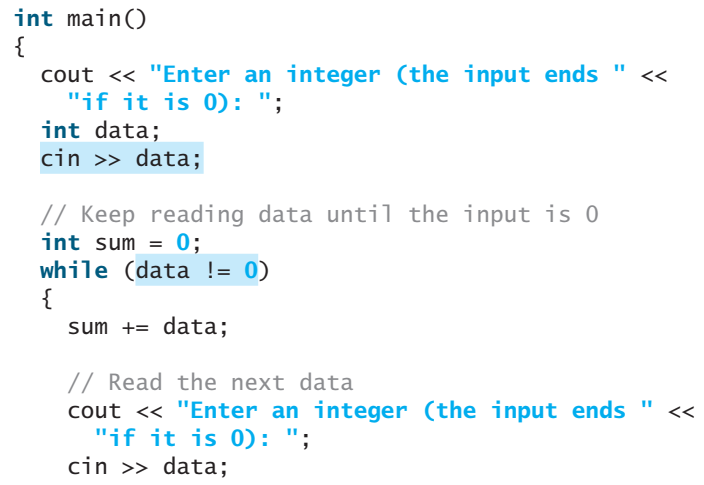 int main()
{
  cout << "Enter an integer (the input ends " <<
    "if it is 0): ";
  int data;
  cin >> data;

  // Keep reading data until the input is 0
  int sum = 0;
  while (data != 0)
  {
    sum += data;

    // Read the next data
    cout << "Enter an integer (the input ends " <<
      "if it is 0): ";
    cin >> data;